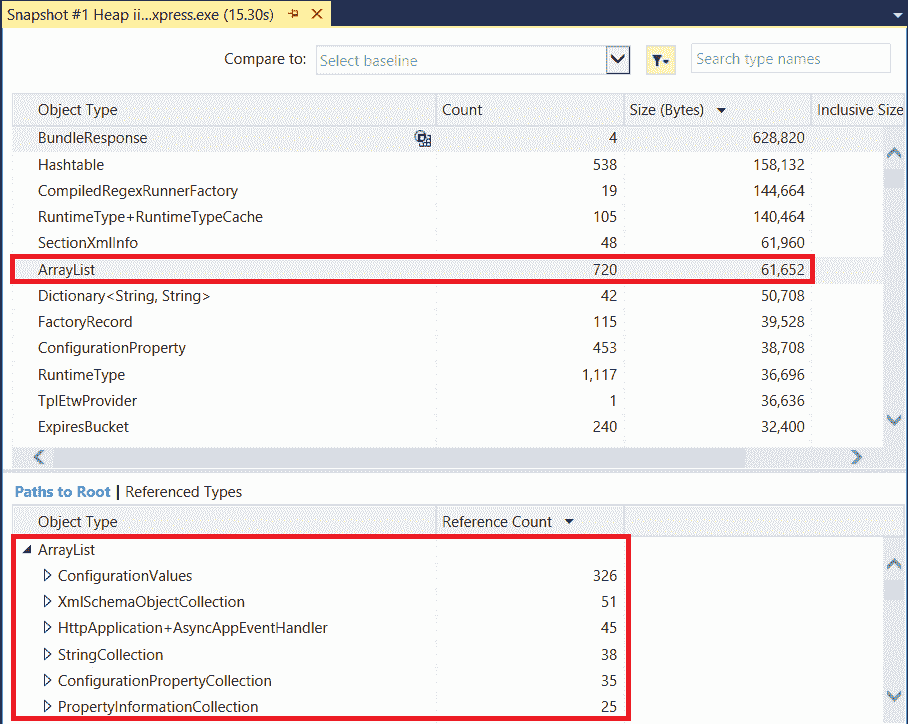 Snapshot #1 Heap ii...xpress.exe (15.30s)
Compare to: Select baseline Search type names
Object Type Count Size (Bytes) Inclusive Size
BundleResponse 4 628,820
Hashtable 538 158,132
CompiledRegexRunnerFactory 19 144,664
RuntimeType+RuntimeTypeCache 105 140,464
SectionXmlInfo 48 61,960
ArrayList 720 61,652
Dictionary<String, String> 42 50,708
FactoryRecord 115 39,528
ConfigurationProperty 453 38,708
RuntimeType 1,117 36,696
TplEtwProvider 1 36,636
ExpiresBucket 240 32,400
Paths to Root | Referenced Types
Object Type Reference Count
ArrayList
ConfigurationValues 326
XmlSchemaObjectCollection 51
HttpApplication+AsyncAppEventHandler 45
StringCollection 38
ConfigurationPropertyCollection 35
PropertyInformationCollection 25